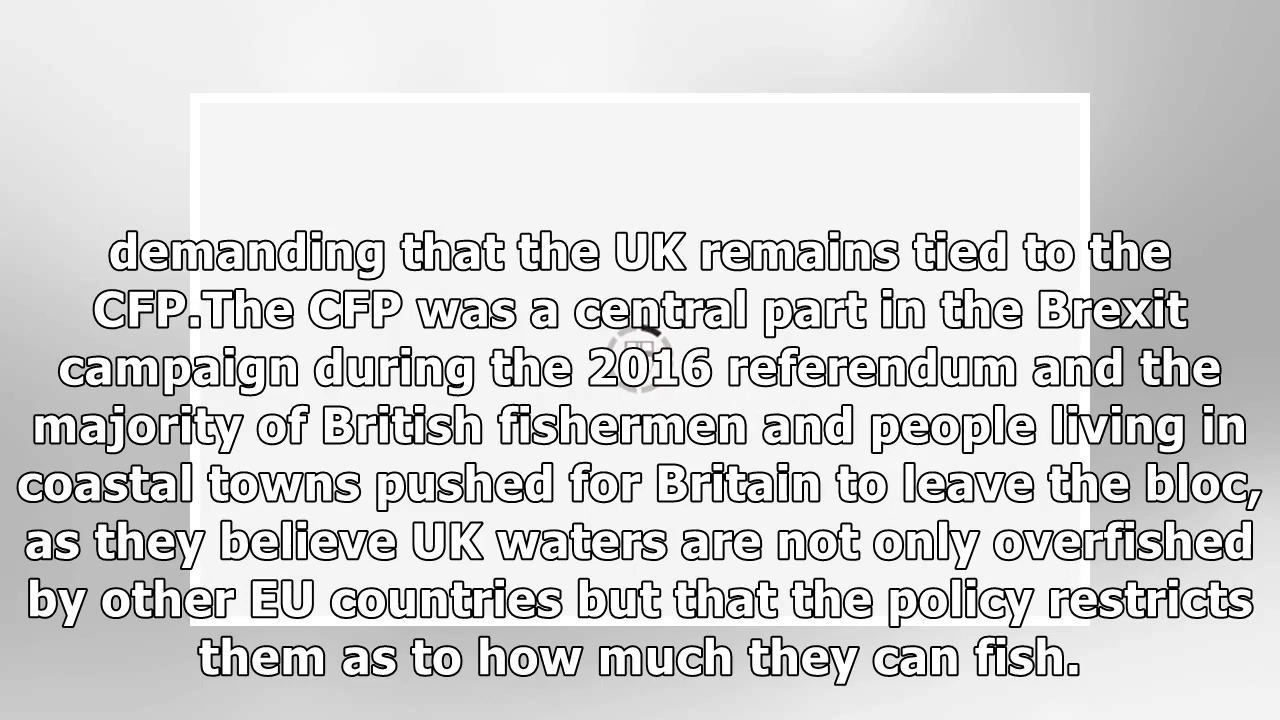 demanding that the UK remains tied to the
CFP.The CFP was a central part in the Brexit
campaign during the 2016 referendum and the
majority of British fishermen and people living in
coastal towns pushed for Britain to leave the bloc,
as they believe UK waters are not only overfished
by other EU countries but that the policy restricts
them as to how much they can fish.